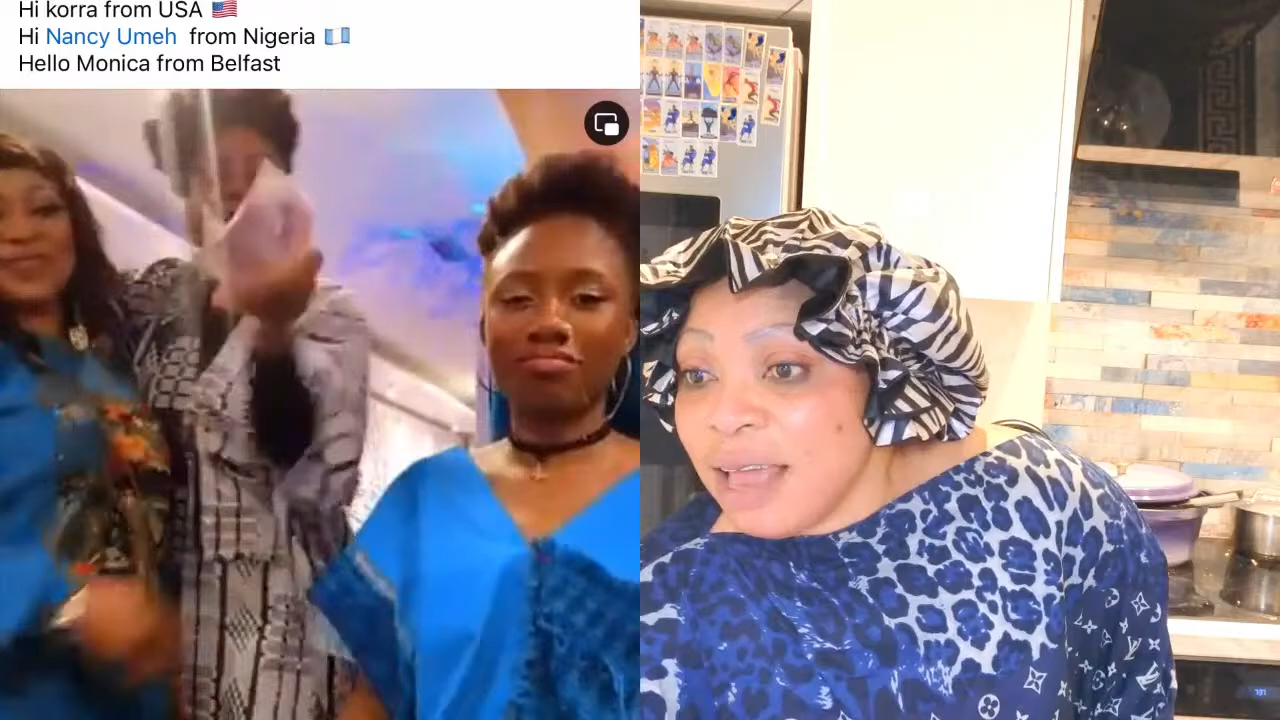 Hi korra from USA 🇺🇸
Hi Nancy Umeh from Nigeria 🇬🇹
Hello Monica from Belfast